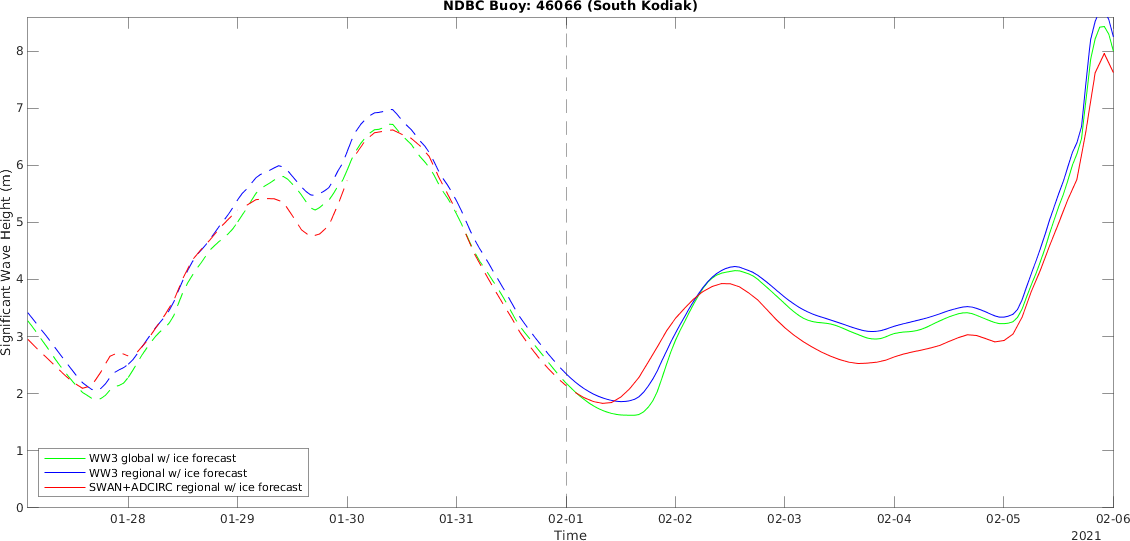 NDBC Buoy: 46066 (South Kodiak)
Significant Wave Height (m)
8
7
6
5
4
3
2
1
0
WW3 global w/ ice forecast
WW3 regional w/ ice forecast
SWAN+ADCIRC regional w/ ice forecast
01-28 01-29 01-30 01-31 02-01 02-02 02-03 02-04 02-05 02-06
Time
2021